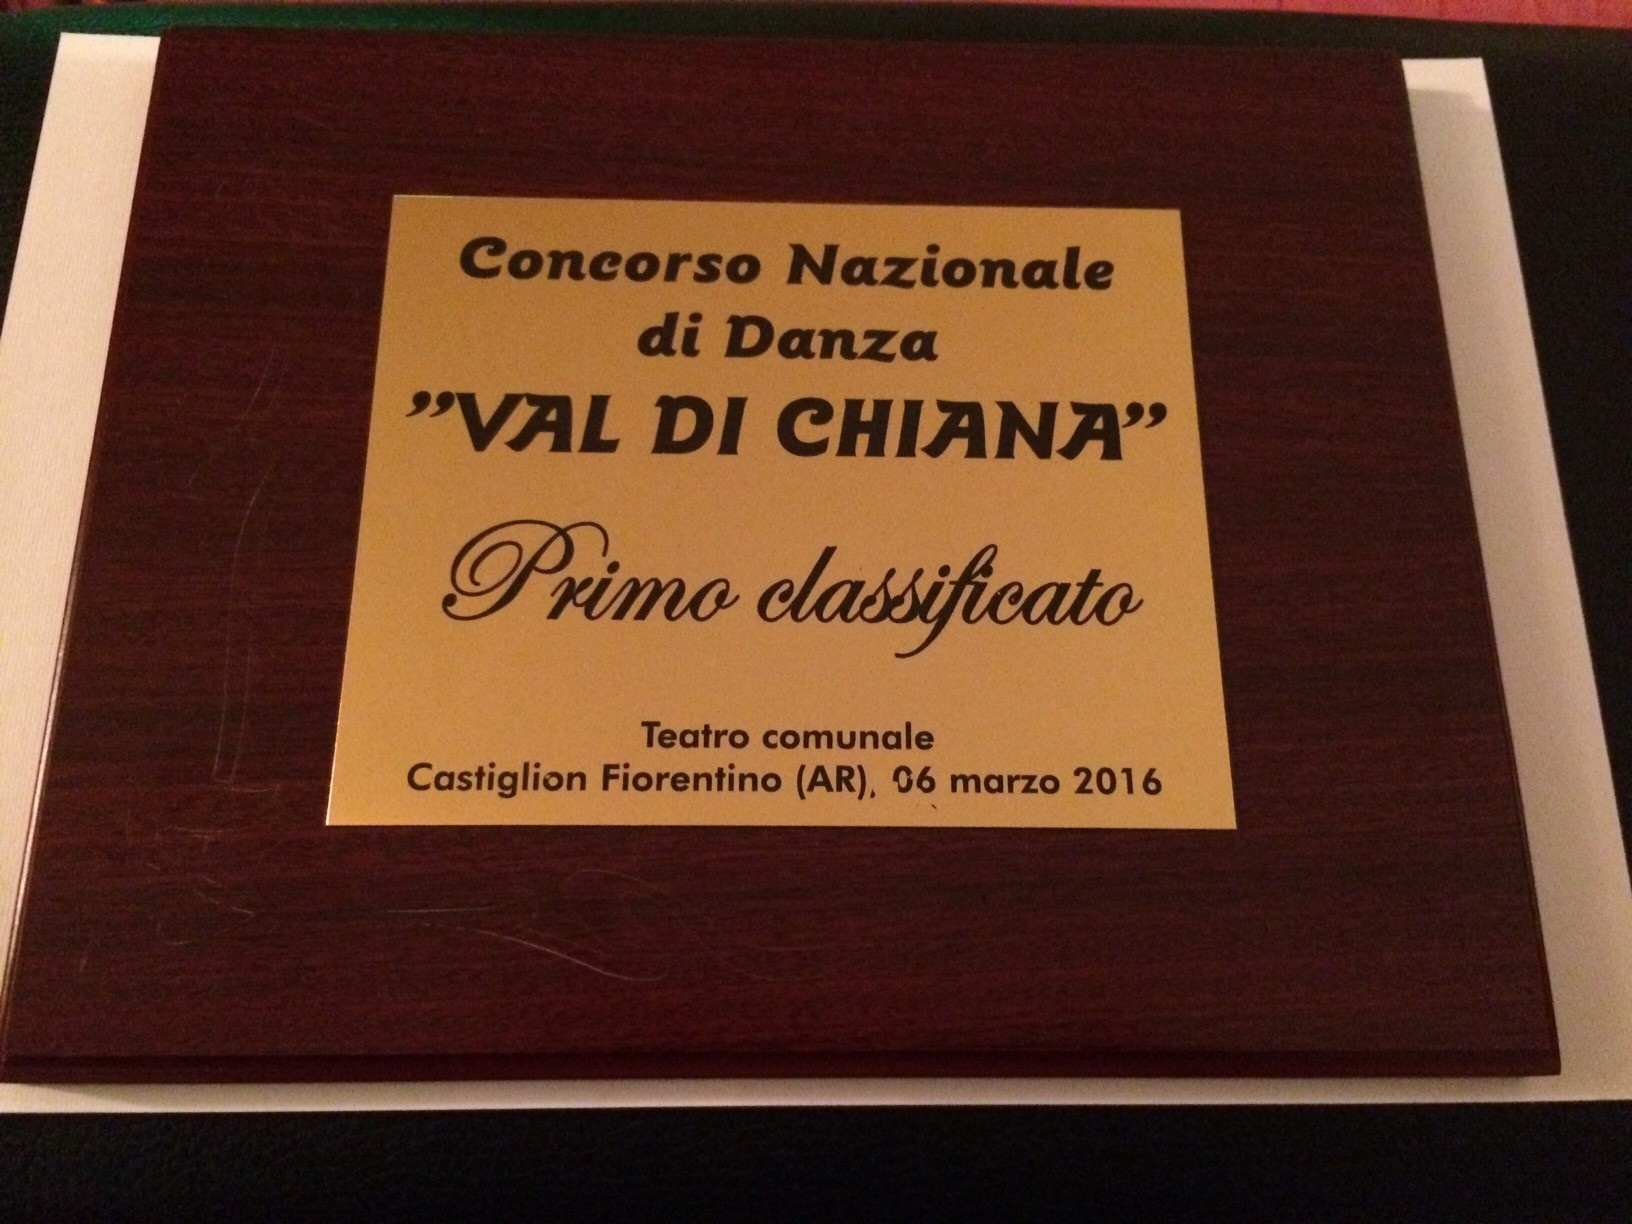 Concorso Nazionale
di Danza
”VAL DI CHIANA”
Primo classificato
Teatro comunale
Castiglion Fiorentino (AR), 06 marzo 2016